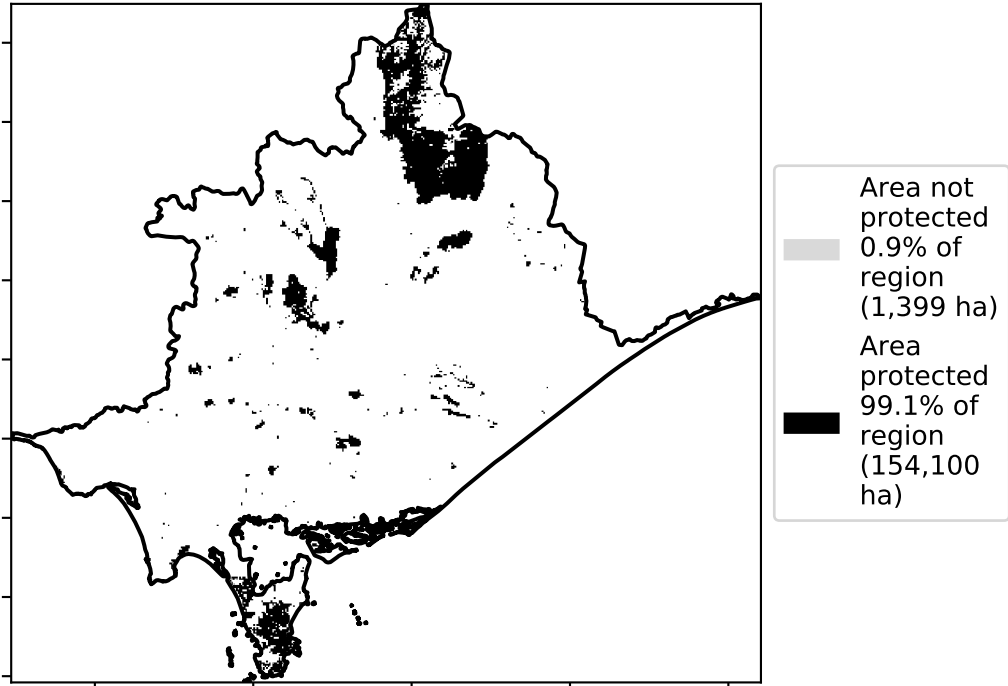 Area not
protected
0.9% of
region
(1,399 ha)
Area
protected
99.1% of
region
(154,100
ha)